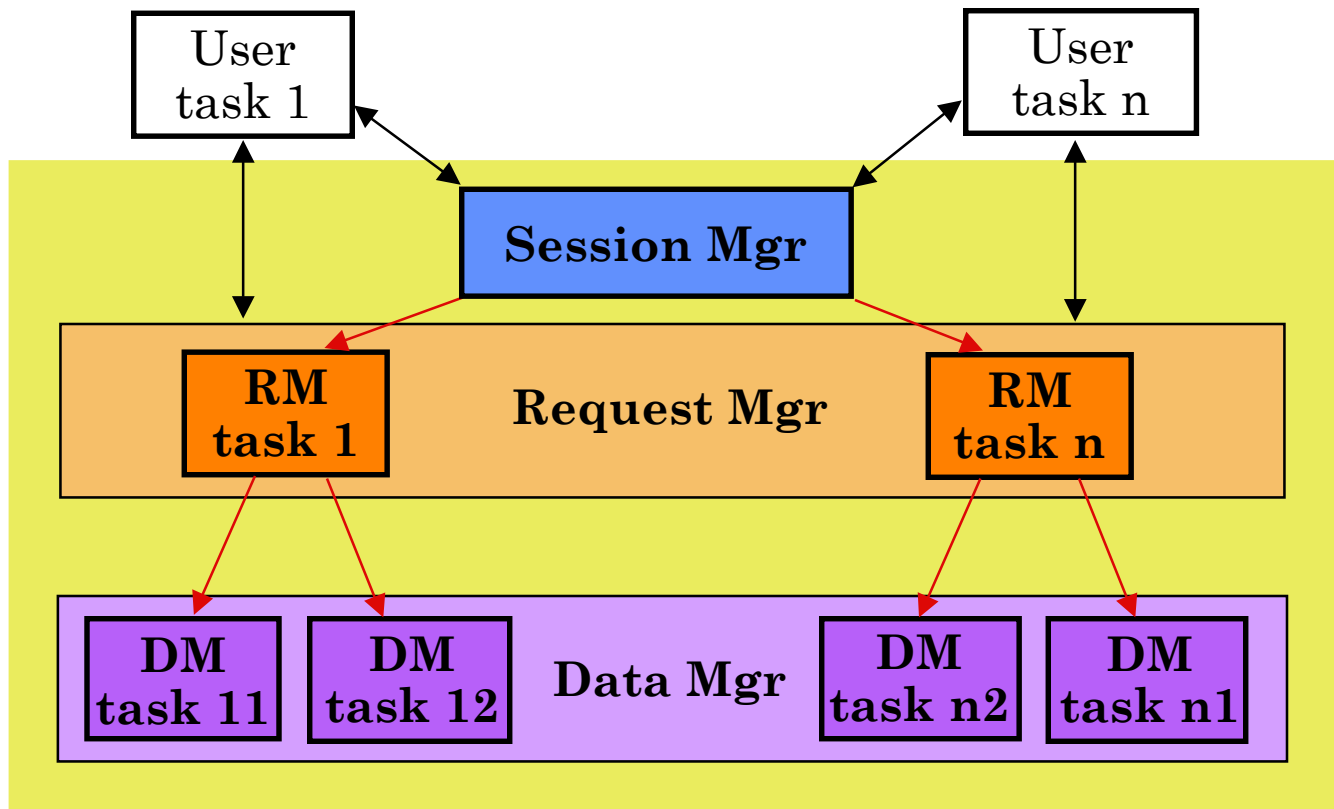 User
task 1
User
task n
Session Mgr
RM
task 1
Request Mgr
RM
task n
DM
task 11
DM
task 12
Data Mgr
DM
task n2
DM
task n1